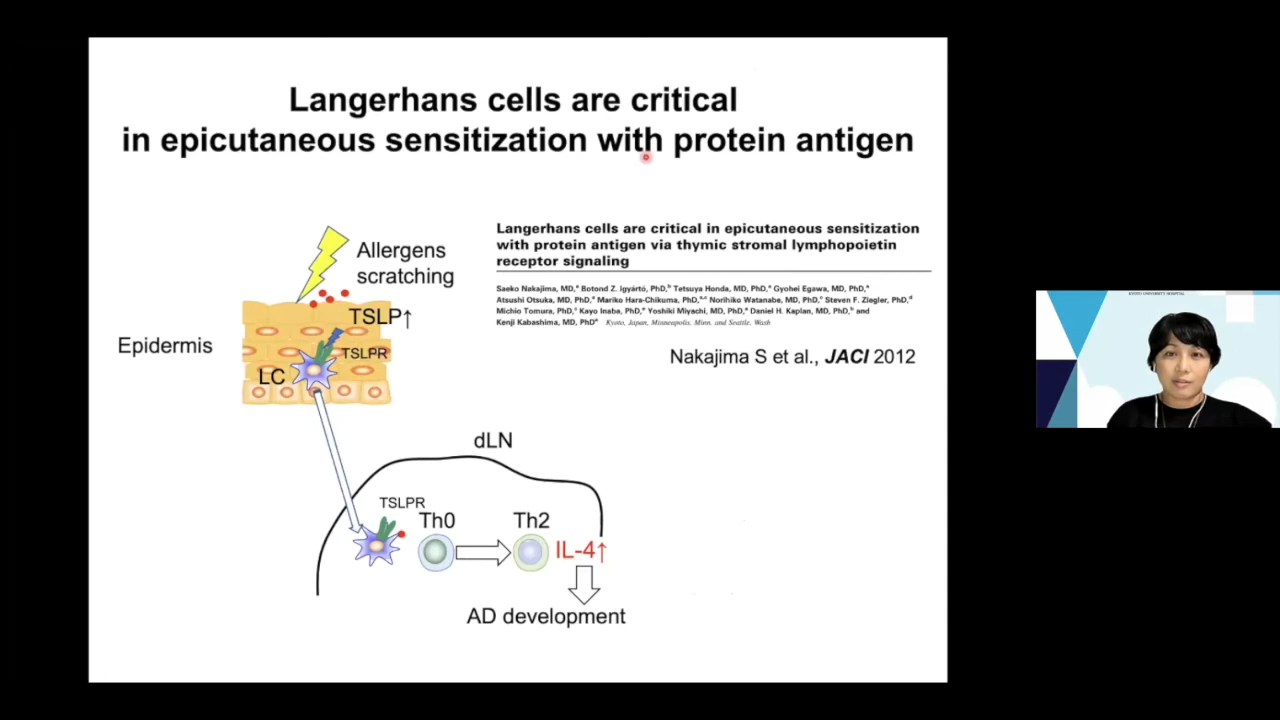 Langerhans cells are critical
in epicutaneous sensitization with protein antigen
Allergens
scratching
TSLP↑
TSLPR
LC
Epidermis
Langerhans cells are critical in epicutaneous sensitization
with protein antigen via thymic stromal lymphopoietin
receptor signaling
Saeko Nakajima, MD,ᵃ Botond Z. Igyártó, PhD,ᵇ Tetsuya Honda, MD, PhD,ᵃ Gyohei Egawa, MD, PhD,ᵃ
Atsushi Otsuka, MD, PhD,ᵃ Mariko Hara-Chikuma, PhD,ᵃ,ᶜ Norihiko Watanabe, MD, PhD,ᶜ Steven F. Ziegler, PhD,ᵈ
Michio Tomura, PhD,ᶜ Kayo Inaba, PhD,ᵉ Yoshiki Miyachi, MD, PhD,ᵃ Daniel H. Kaplan, MD, PhD,ᵇ and
Kenji Kabashima, MD, PhDᵃ Kyoto, Japan, Minneapolis, Minn, and Seattle, Wash
Nakajima S et al., JACI 2012
KYOTO UNIVERSITY HOSPITAL
dLN
TSLPR
Th0
Th2
IL-4↑
AD development